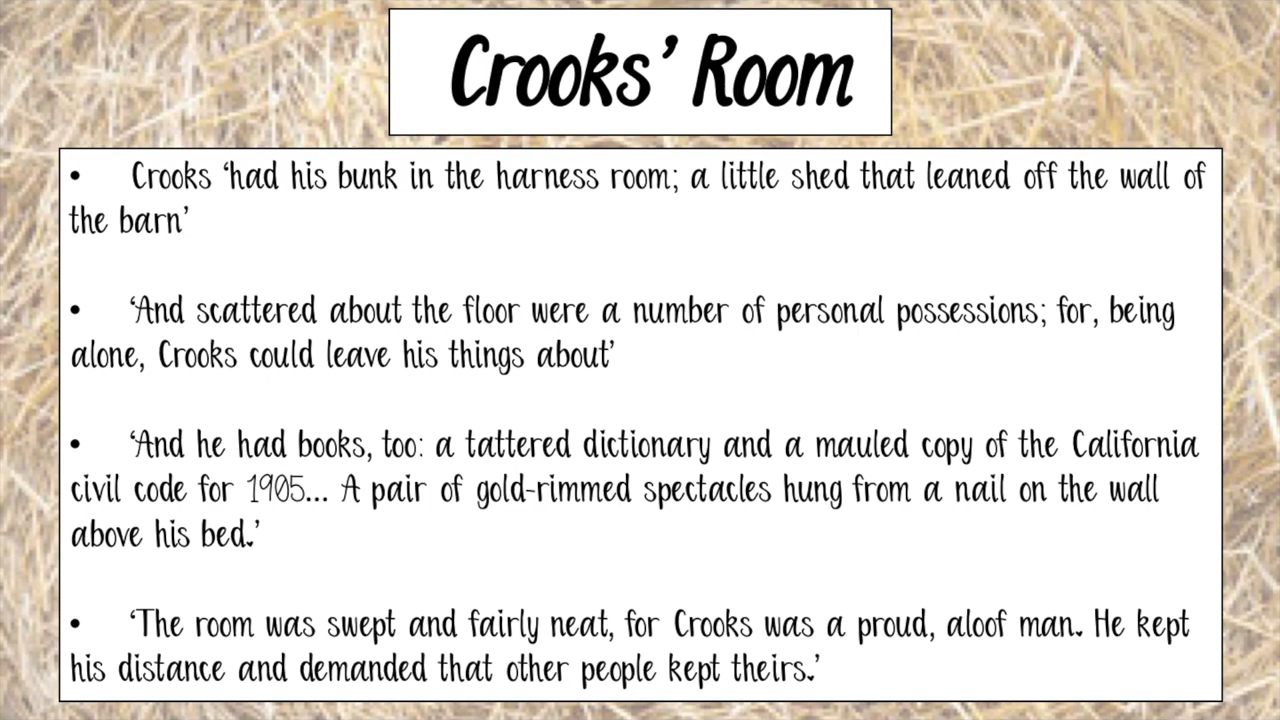 Crooks’ Room
• Crooks ‘had his bunk in the harness room; a little shed that leaned off the wall of
the barn’
• ‘And scattered about the floor were a number of personal possessions; for, being
alone, Crooks could leave his things about’
• ‘And he had books, too: a tattered dictionary and a mauled copy of the California
civil code for 1905... A pair of gold-rimmed spectacles hung from a nail on the wall
above his bed.’
• ‘The room was swept and fairly neat, for Crooks was a proud, aloof man. He kept
his distance and demanded that other people kept theirs.’